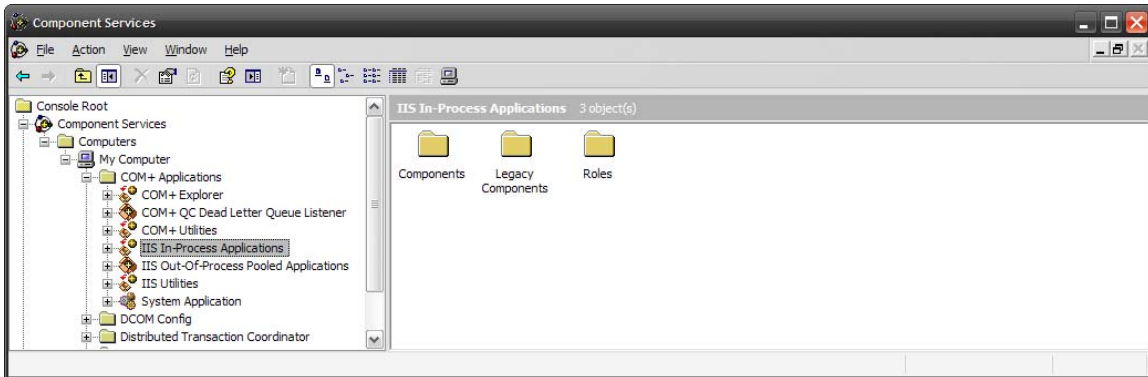 Component Services
File Action View Window Help
Console Root
Component Services
Computers
My Computer
COM+ Applications
COM+ Explorer
COM+ QC Dead Letter Queue Listener
COM+ Utilities
IIS In-Process Applications
IIS Out-Of-Process Pooled Applications
IIS Utilities
System Application
DCOM Config
Distributed Transaction Coordinator
IIS In-Process Applications 3 object(s)
Components
Legacy Components
Roles